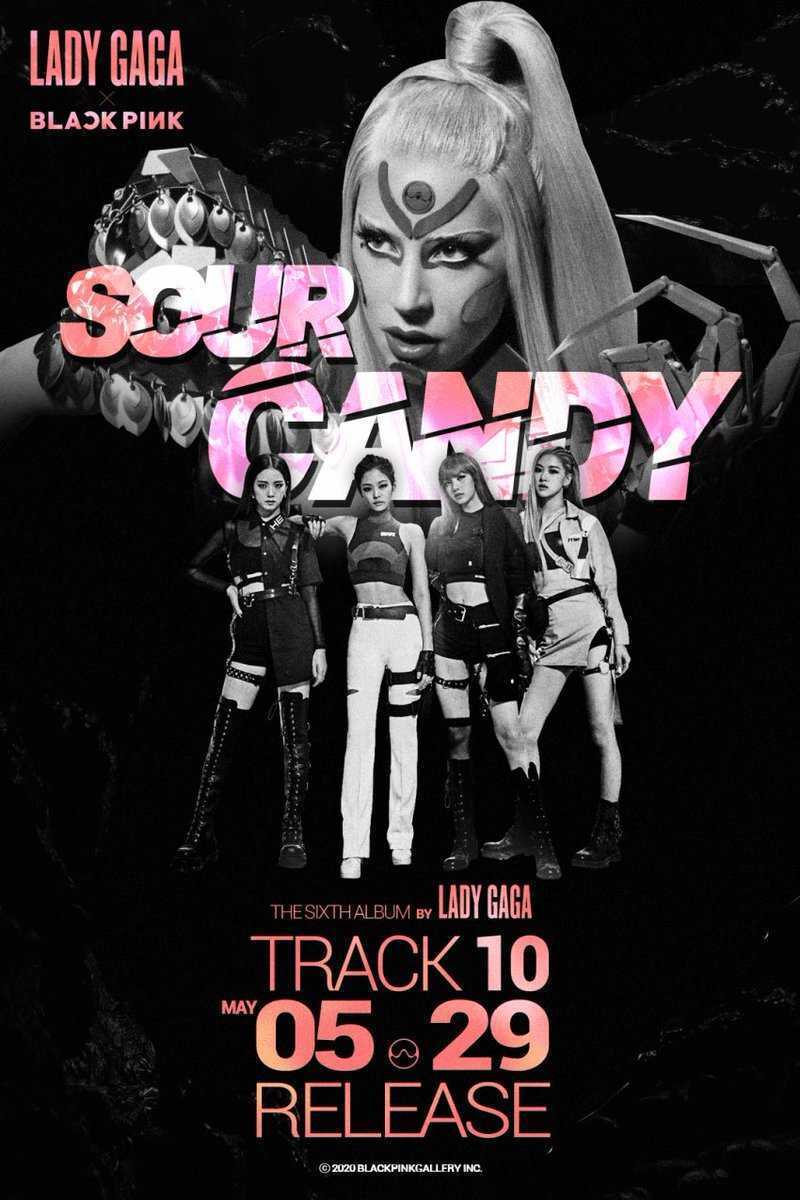 LADY GAGA
×
BLACKPINK
SOUR
CANDY
THE SIXTH ALBUM BY LADY GAGA
TRACK 10
MAY 05 29
RELEASE
© 2020 BLACKPINKGALLERY INC.